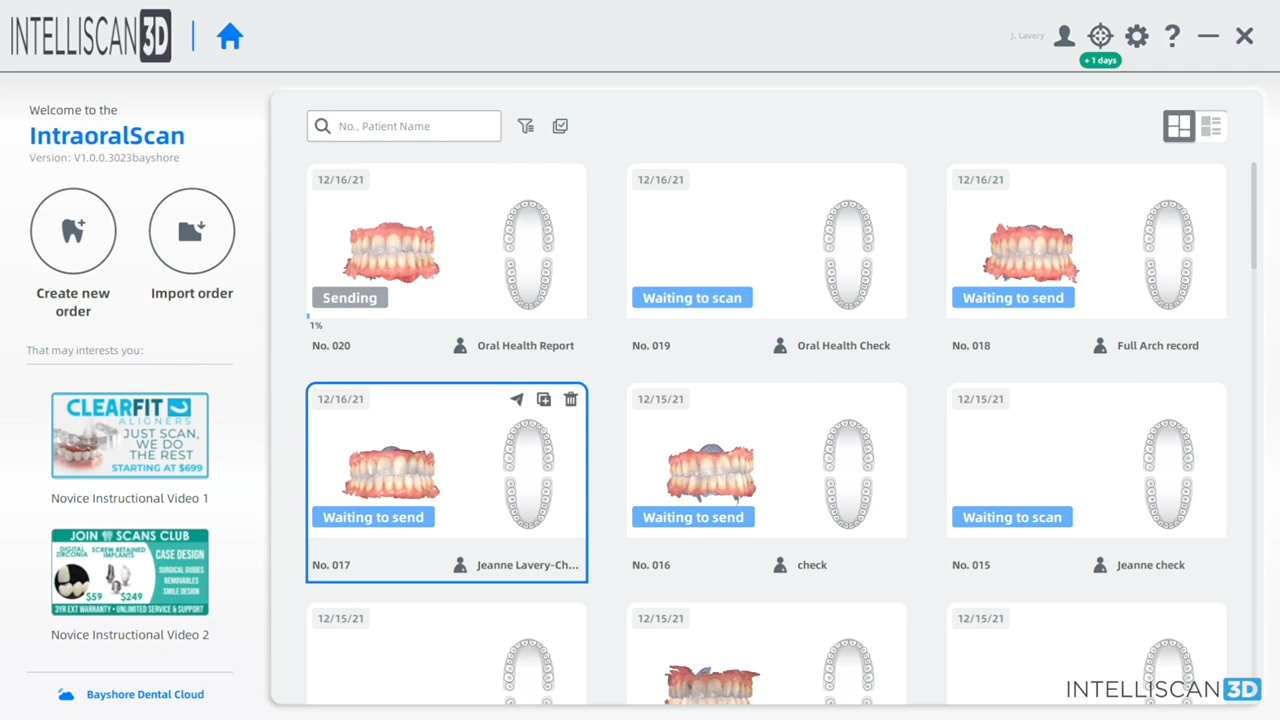 INTELLISCAN 3D
J. Lavery
+ 1 days
Welcome to the
IntraoralScan
Version: V1.0.0.3023bayshore
Create new
order
Import order
That may interests you:
CLEARFIT
ALIGNERS
JUST SCAN,
WE DO
THE REST
STARTING AT $699
Novice Instructional Video 1
JOIN SCANS CLUB
DIGITAL
ZIRCONIA
SCREW RETAINED
IMPLANTS
CASE DESIGN
SURGICAL GUIDES
REMOVABLES
SMILE DESIGN
$59
$249
3YR EXT WARRANTY • UNLIMITED SERVICE & SUPPORT
Novice Instructional Video 2
Bayshore Dental Cloud
No., Patient Name
12/16/21
Sending
1%
No. 020
Oral Health Report
12/16/21
Waiting to scan
No. 019
Oral Health Check
12/16/21
Waiting to send
No. 018
Full Arch record
12/16/21
Waiting to send
No. 017
Jeanne Lavery-Ch...
12/15/21
Waiting to send
No. 016
check
12/15/21
Waiting to scan
No. 015
Jeanne check
12/15/21
12/15/21
12/15/21
INTELLISCAN 3D